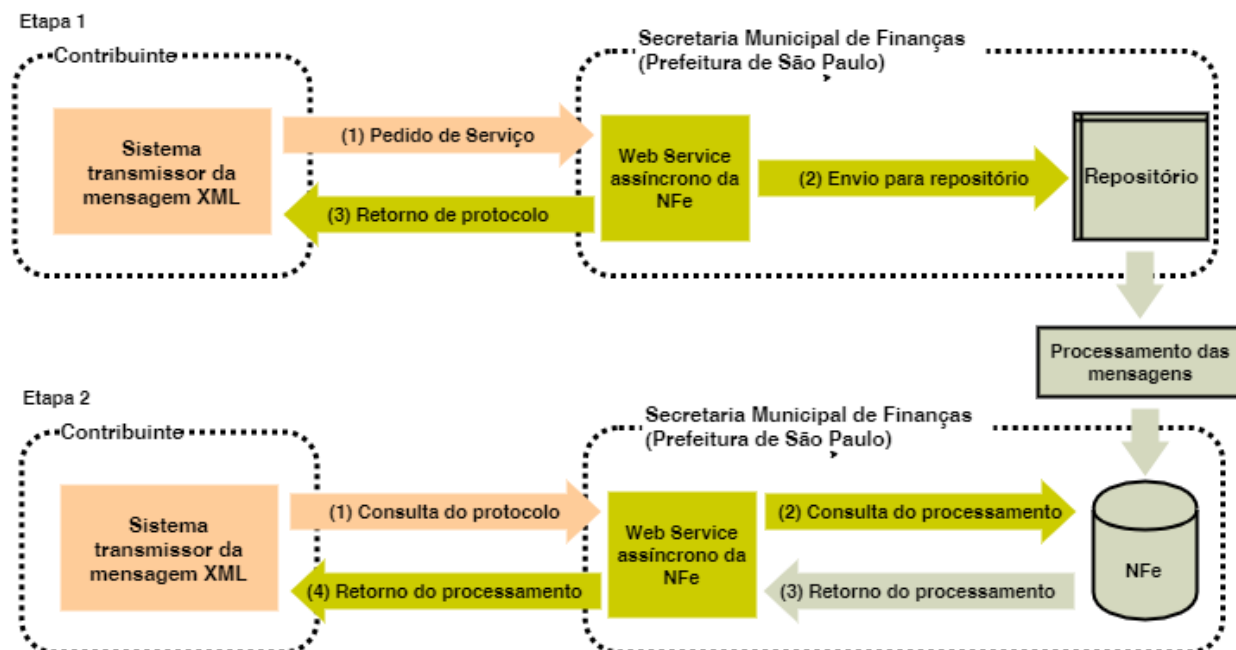 Etapa 1
Contribuinte
Secretaria Municipal de Finanças
(Prefeitura de São Paulo)
Sistema
transmissor da
mensagem XML
(1) Pedido de Serviço
(3) Retorno de protocolo
Web Service
assíncrono da
NFe
(2) Envio para repositório
Repositório
Processamento das
mensagens
Etapa 2
Contribuinte
Secretaria Municipal de Finanças
(Prefeitura de São Paulo)
Sistema
transmissor da
mensagem XML
(1) Consulta do protocolo
(4) Retorno do processamento
Web Service
assíncrono da
NFe
(2) Consulta do processamento
(3) Retorno do processamento
NFe